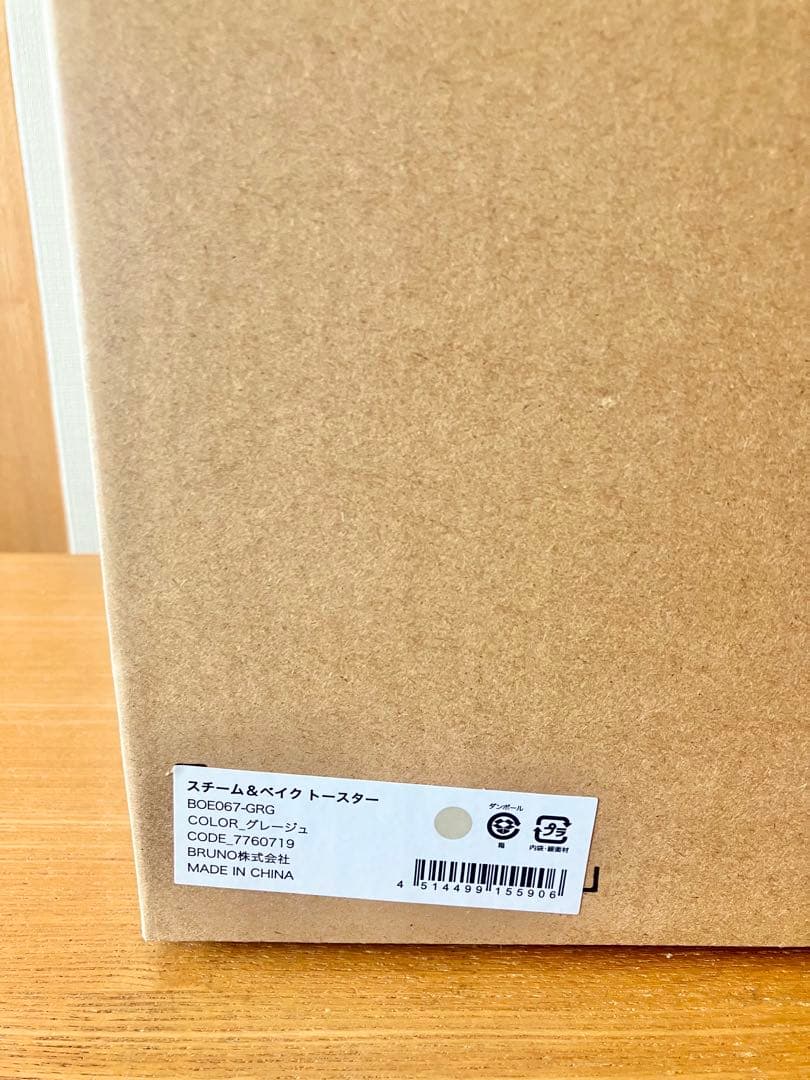 スチーム&ベイク トースター
BOE067-GRG
COLOR_グレージュ
CODE_7760719
BRUNO株式会社
MADE IN CHINA
ダンボール
箱
プラ
内袋・緩衝材
4 514499 155906